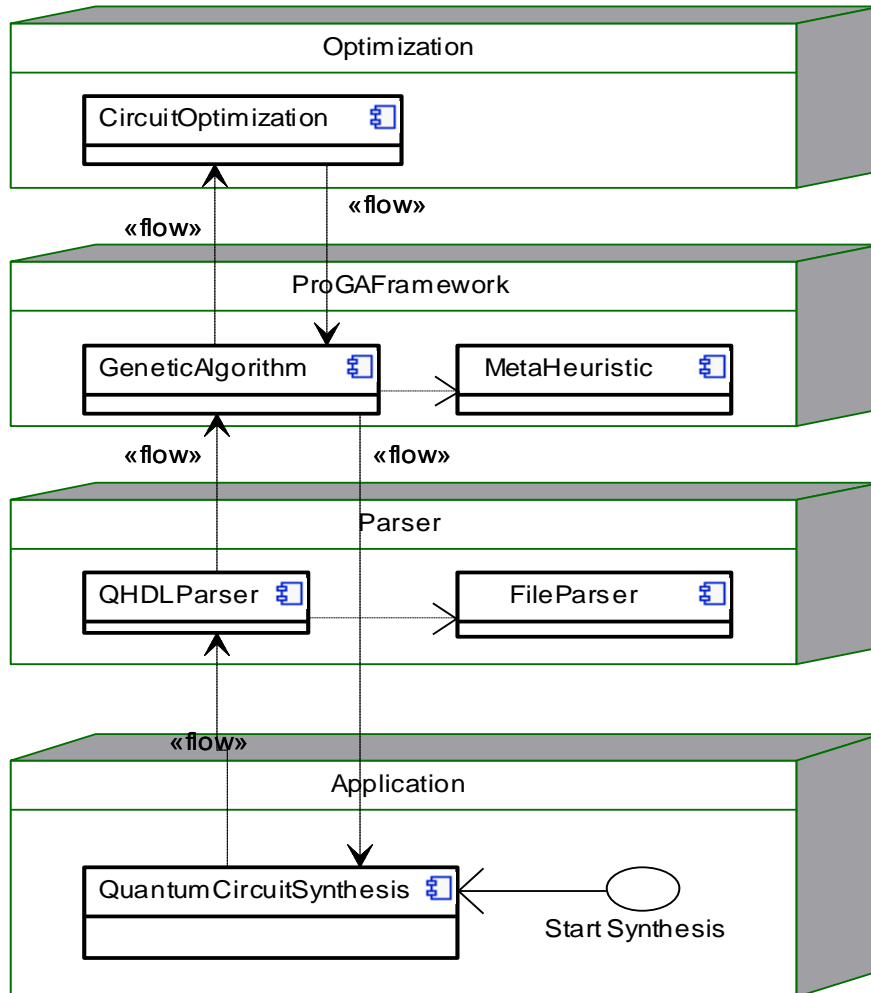 Optimization
CircuitOptimization
«flow»
«flow»
ProGAFramework
GeneticAlgorithm
MetaHeuristic
«flow»
«flow»
Parser
QHDLParser
FileParser
«flow»
Application
QuantumCircuitSynthesis
Start Synthesis